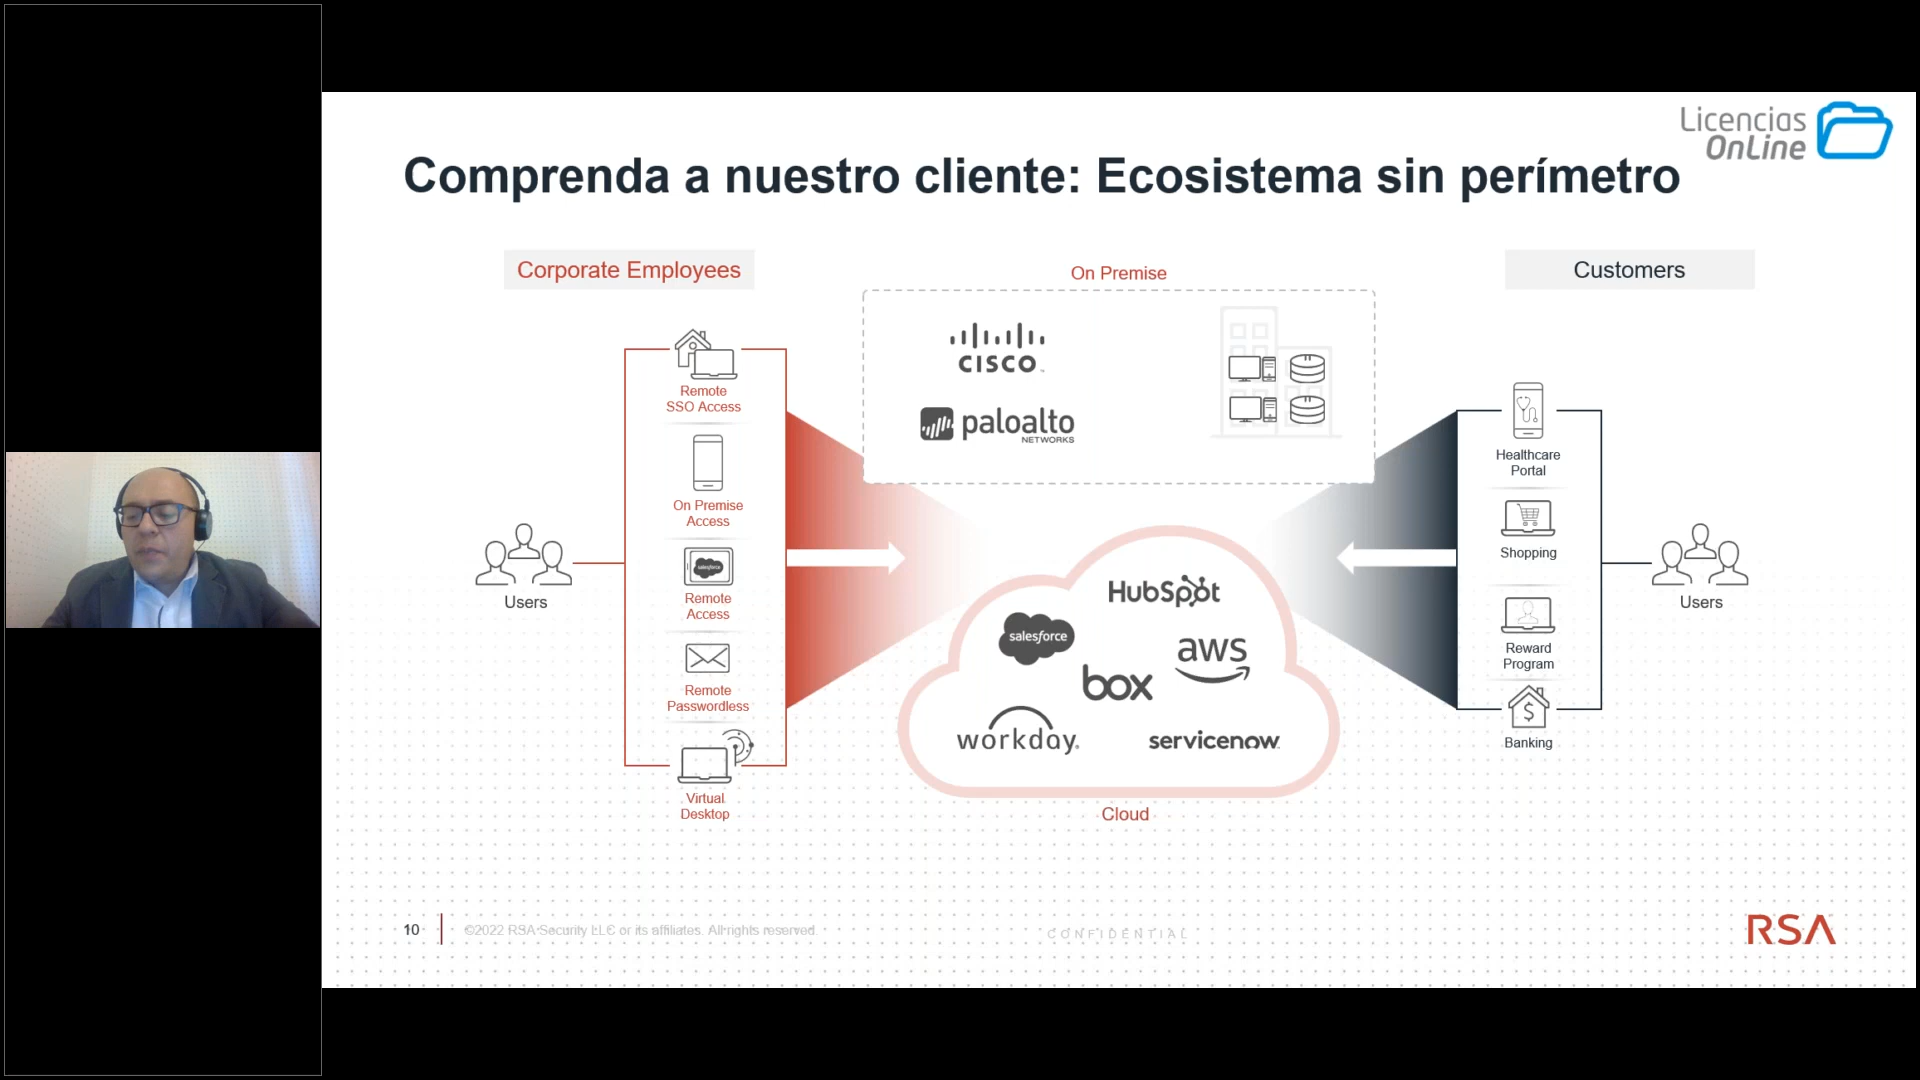 Licencias
OnLine
Comprenda a nuestro cliente: Ecosistema sin perímetro
Corporate Employees
On Premise
Customers
Remote
SSO Access
On Premise
Access
salesforce
Remote
Access
Remote
Passwordless
Virtual
Desktop
Users
CISCO
paloalto
NETWORKS
HubSpot
salesforce
aws
box
workday.
servicenow
Cloud
Healthcare
Portal
Shopping
Reward
Program
$
Banking
Users
10
©2022 RSA Security LLC or its affiliates. All rights reserved.
CONFIDENTIAL
RSA